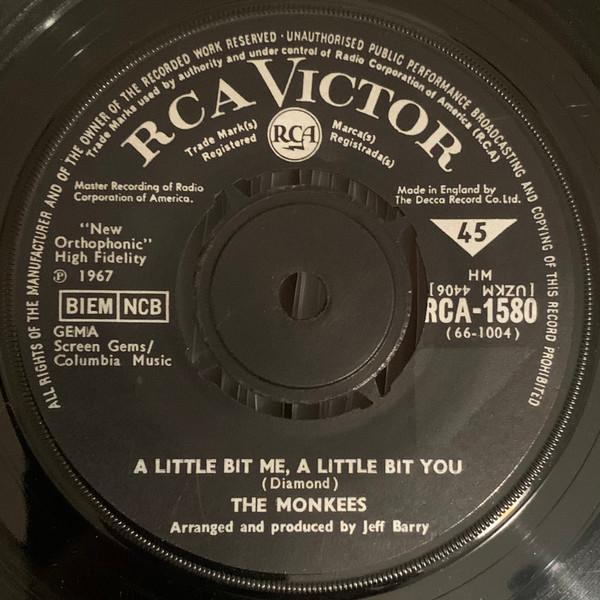 ALL RIGHTS OF THE MANUFACTURER AND OF THE OWNER OF THE RECORDED WORK RESERVED · UNAUTHORISED PUBLIC PERFORMANCE BROADCASTING AND COPYING OF THIS RECORD PROHIBITED
Trade Marks used by authority and under control of Radio Corporation of America (RCA)
RCA VICTOR
Trade Mark(s)
Registered
RCA
Marca(s)
Registrada(s)
Master Recording of Radio
Corporation of America.
Made in England by
The Decca Record Co. Ltd.
"New
Orthophonic"
High Fidelity
℗ 1967
45
HM
[UZKM 4406]
BIEM NCB
RCA-1580
(66-1004)
GEMA
Screen Gems/
Columbia Music
A LITTLE BIT ME, A LITTLE BIT YOU
(Diamond)
THE MONKEES
Arranged and produced by Jeff Barry